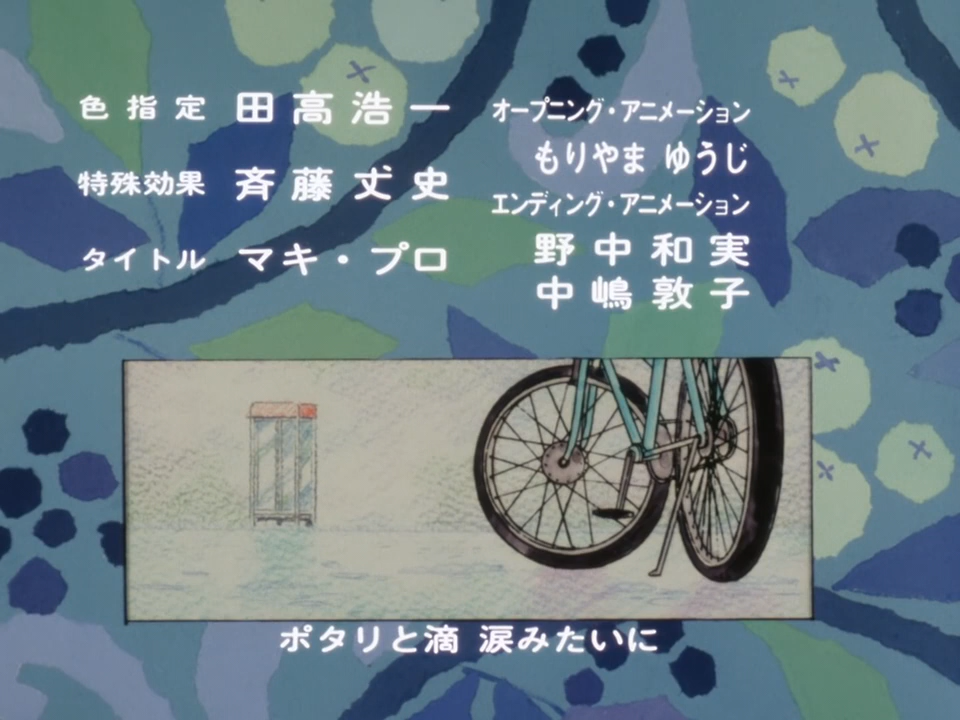 色指定 田高浩一
特殊効果 斉藤丈史
タイトル マキ・プロ
オープニング・アニメーション
もりやま ゆうじ
エンディング・アニメーション
野中和実
中嶋敦子
ポタリと滴 涙みたいに